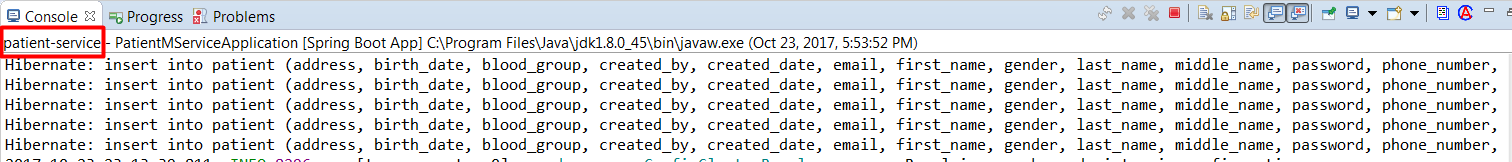 Console Progress Problems
patient-service - PatientMServiceApplication [Spring Boot App] C:\Program Files\Java\jdk1.8.0_45\bin\javaw.exe (Oct 23, 2017, 5:53:52 PM)
Hibernate: insert into patient (address, birth_date, blood_group, created_by, created_date, email, first_name, gender, last_name, middle_name, password, phone_number,
Hibernate: insert into patient (address, birth_date, blood_group, created_by, created_date, email, first_name, gender, last_name, middle_name, password, phone_number,
Hibernate: insert into patient (address, birth_date, blood_group, created_by, created_date, email, first_name, gender, last_name, middle_name, password, phone_number,
Hibernate: insert into patient (address, birth_date, blood_group, created_by, created_date, email, first_name, gender, last_name, middle_name, password, phone_number,
Hibernate: insert into patient (address, birth_date, blood_group, created_by, created_date, email, first_name, gender, last_name, middle_name, password, phone_number,